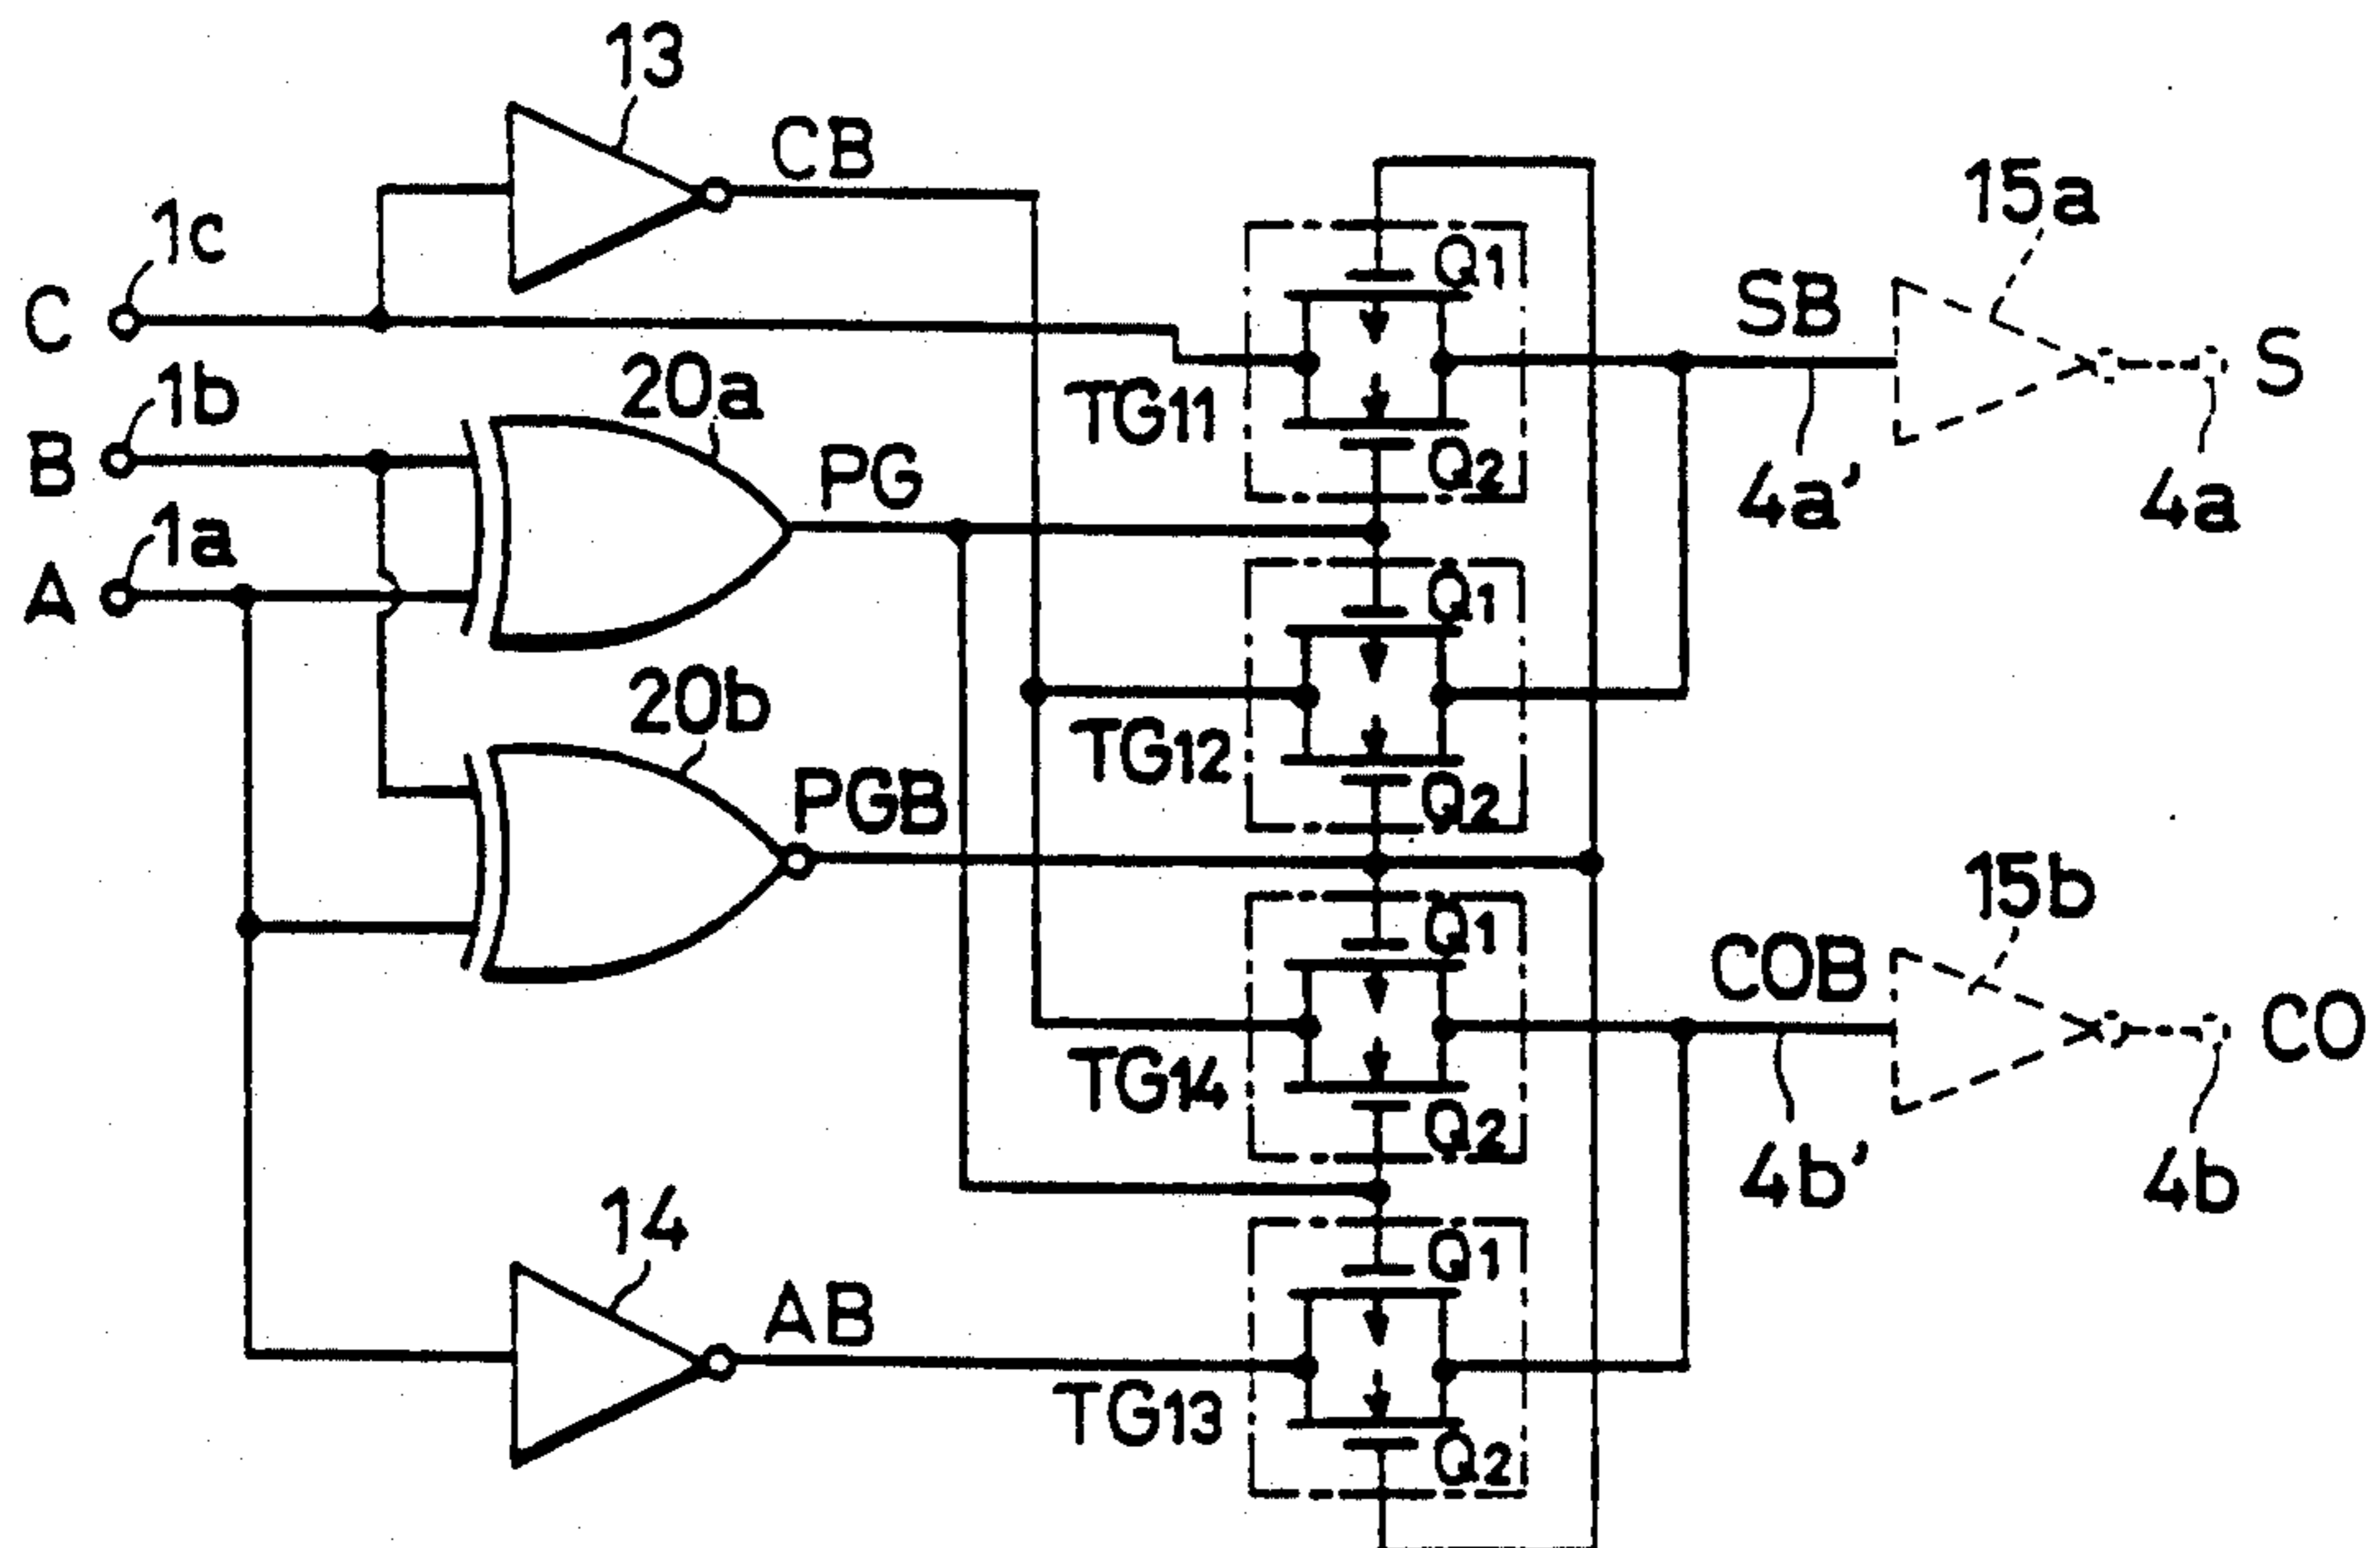 13
CB
1c
C
15a
Q1
SB
S
1b
20a
TG11
B
PG
Q2
4a'
4a
1a
A
Q1
20b
TG12
PGB
Q2
15b
Q1
COB
CO
TG14
Q2
4b'
4b
14
Q1
AB
TG13
Q2